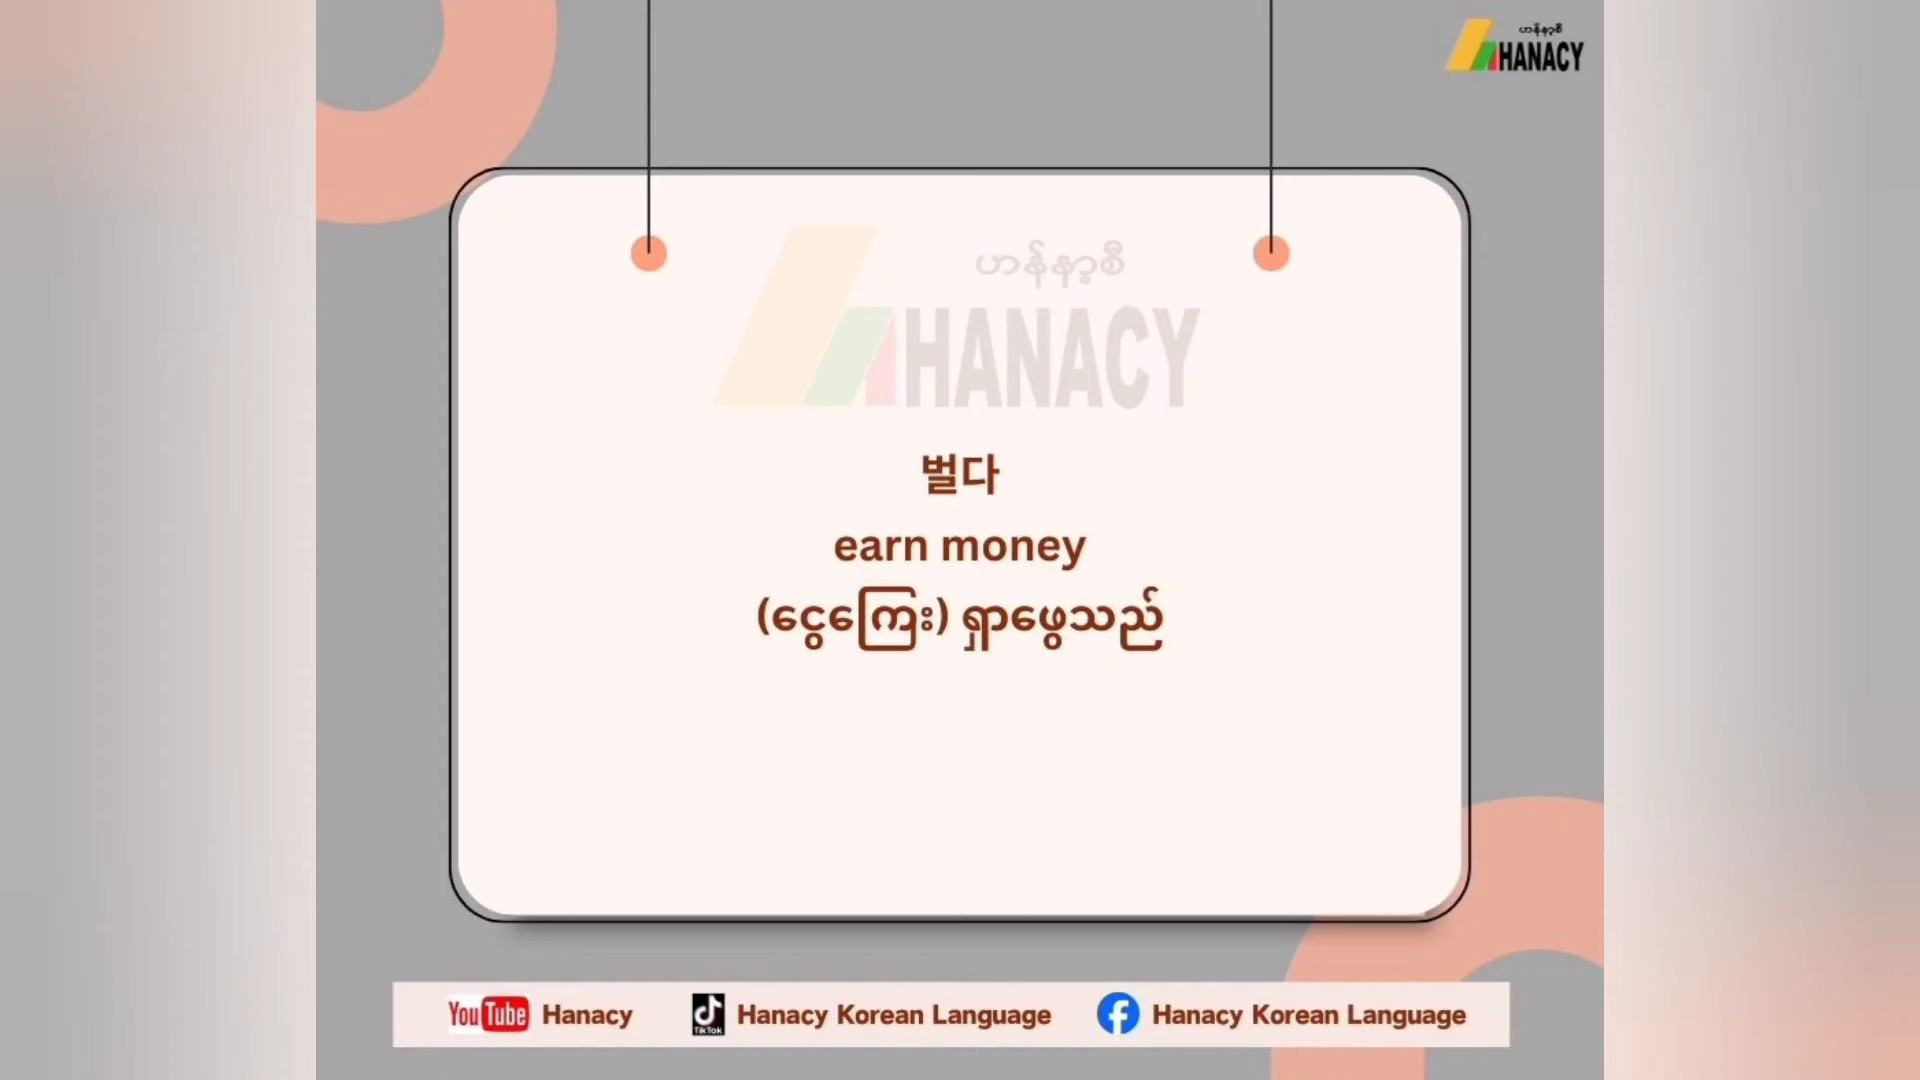 ဟန်နာ့စီ
HANACY
ဟန်နာ့စီ
HANACY
벌다
earn money
(ငွေကြေး) ရှာဖွေသည်
YouTube Hanacy
TikTok Hanacy Korean Language
Hanacy Korean Language